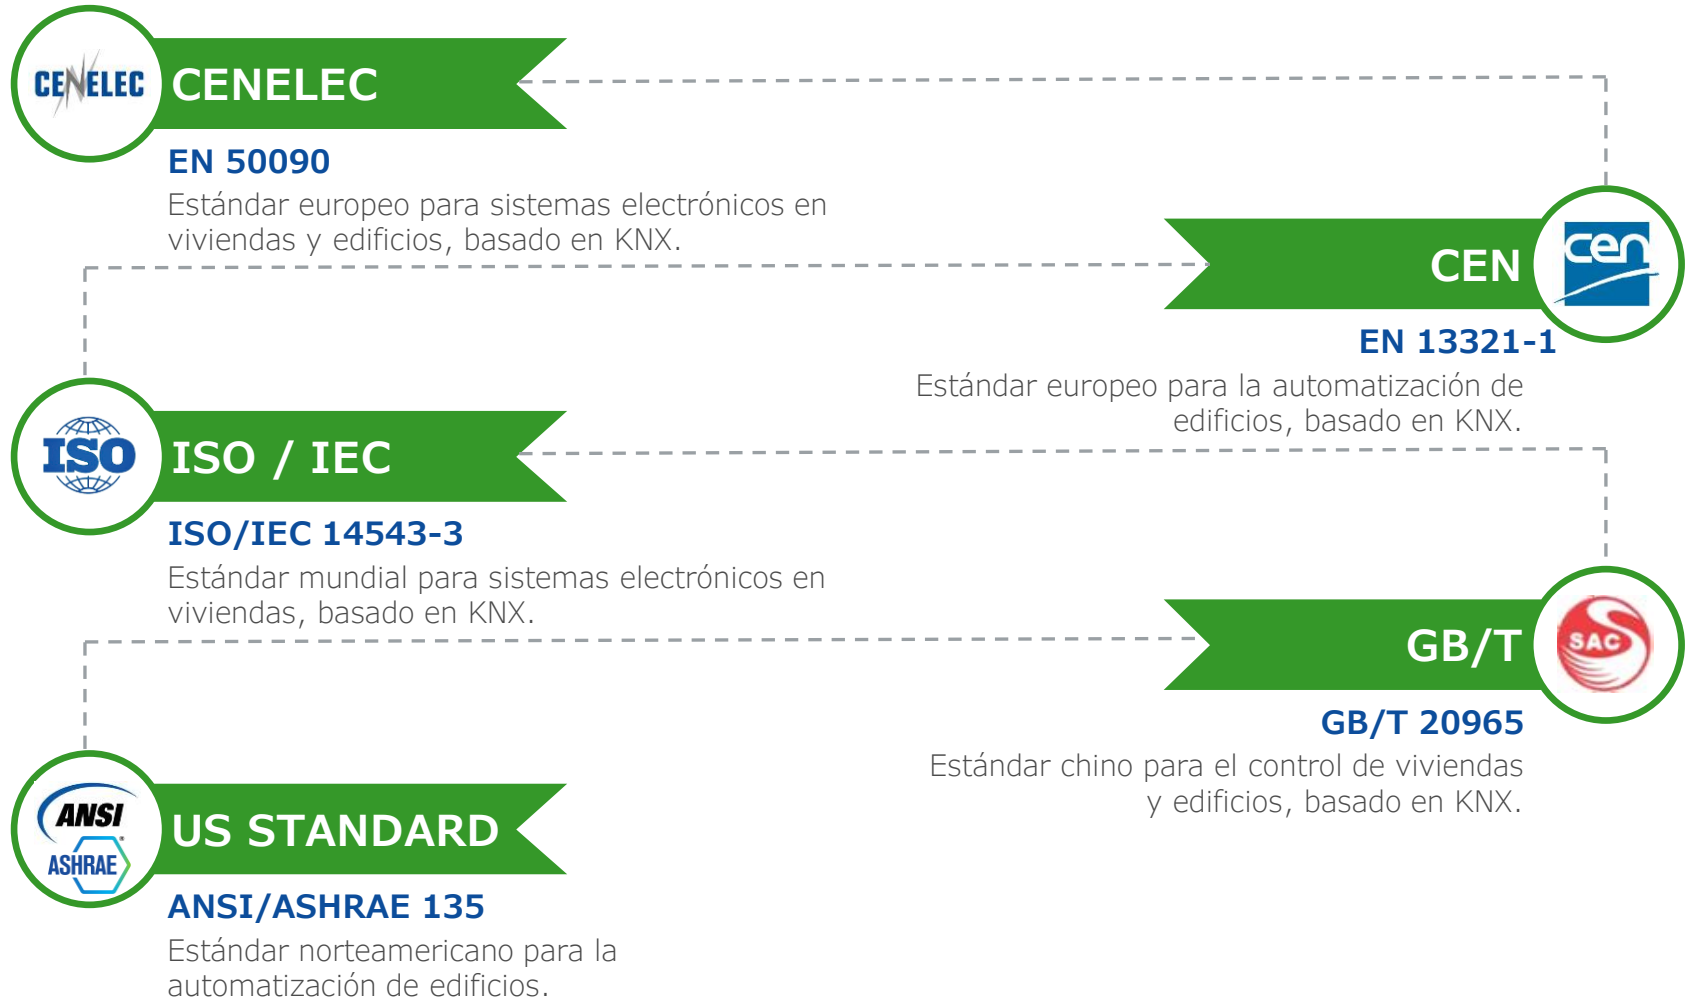 CENELEC
CENELEC
EN 50090
Estándar europeo para sistemas electrónicos en
viviendas y edificios, basado en KNX.
cen
CEN
EN 13321-1
Estándar europeo para la automatización de
edificios, basado en KNX.
ISO
ISO / IEC
ISO/IEC 14543-3
Estándar mundial para sistemas electrónicos en
viviendas, basado en KNX.
SAC
GB/T
GB/T 20965
Estándar chino para el control de viviendas
y edificios, basado en KNX.
ANSI
ASHRAE
US STANDARD
ANSI/ASHRAE 135
Estándar norteamericano para la
automatización de edificios.